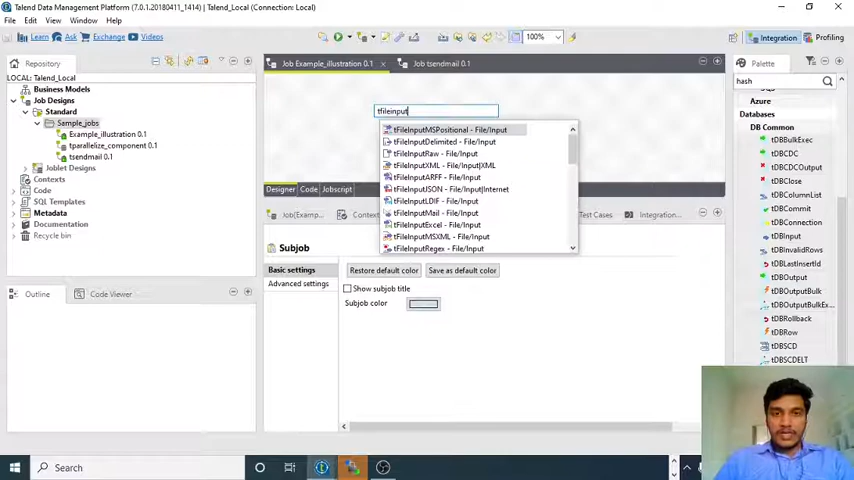 Talend Data Management Platform (7.0.1.20180411_1414) (Connection: Local)
File Edit View Window Help
Learn Ask Exchange Videos
100%
Integration Profiling
Repository
LOCAL: Talend_Local
Business Models
Job Designs
Standard
Sample_jobs
Example_illustration 0.1
tparallelize_component 0.1
tsendmail 0.1
Joblet Designs
Contexts
Code
SQL Templates
Metadata
Documentation
Recycle bin
Outline Code Viewer
Job Example_illustration 0.1 Job tsendmail 0.1
tfileinput
tFileInputMSPositional - File/Input
tFileInputDelimited - File/Input
tFileInputRaw - File/Input
tFileInputXML - File/Input|XML
tFileInputARFF - File/Input
tFileInputJSON - File/Input|Internet
tFileInputLDIF - File/Input
tFileInputMail - File/Input
tFileInputExcel - File/Input
tFileInputMSXML - File/Input
tFileInputRegex - File/Input
Designer Code Jobscript
Job(Examp... Contex Test Cases Integration...
Subjob
Basic settings
Advanced settings
Restore default color Save as default color
Show subjob title
Subjob color
Palette
hash
Azure
Databases
DB Common
tDBBulkExec
tDBCDC
tDBCDCOutput
tDBClose
tDBColumnList
tDBCommit
tDBConnection
tDBInput
tDBInvalidRows
tDBLastInsertId
tDBOutput
tDBOutputBulk
tDBOutputBulkEx...
tDBRollback
tDBRow
tDBSCD
tDBSCDELT
Search